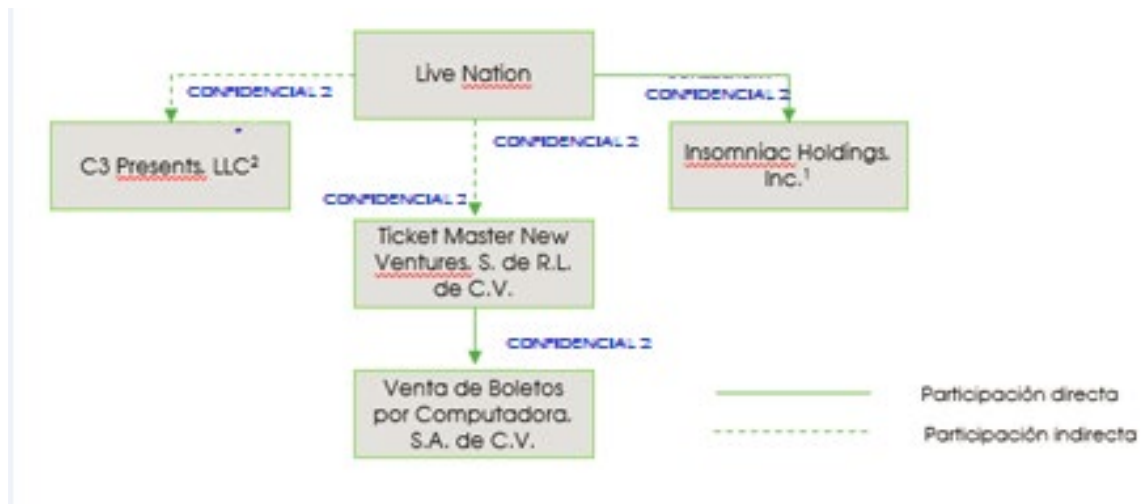 Live Nation
CONFIDENCIAL 2
CONFIDENCIAL 2
CONFIDENCIAL 2
C3 Presents, LLC²
Insomniac Holdings,
Inc.¹
CONFIDENCIAL 2
Ticket Master New
Ventures, S. de R.L.
de C.V.
CONFIDENCIAL 2
Venta de Boletos
por Computadora,
S.A. de C.V.
Participación directa
Participación indirecta